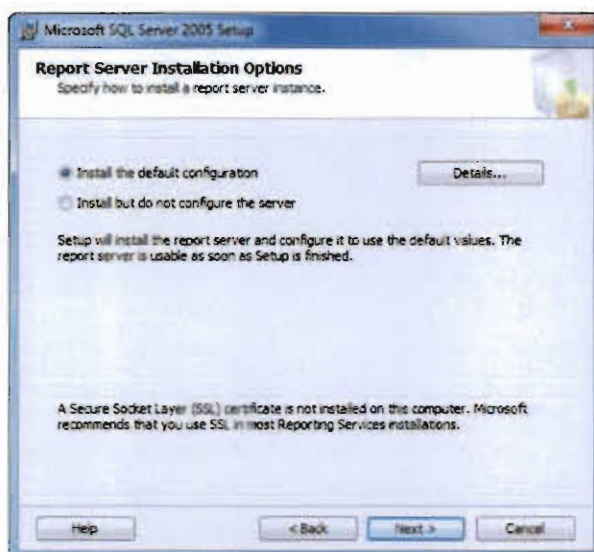 Microsoft SQL Server 2005 Setup
Report Server Installation Options
Specify how to install a report server instance.
Install the default configuration
Details...
Install but do not configure the server
Setup will install the report server and configure it to use the default values. The
report server is usable as soon as Setup is finished.
A Secure Socket Layer (SSL) certificate is not installed on this computer. Microsoft
recommends that you use SSL in most Reporting Services installations.
Help
< Back
Next >
Cancel